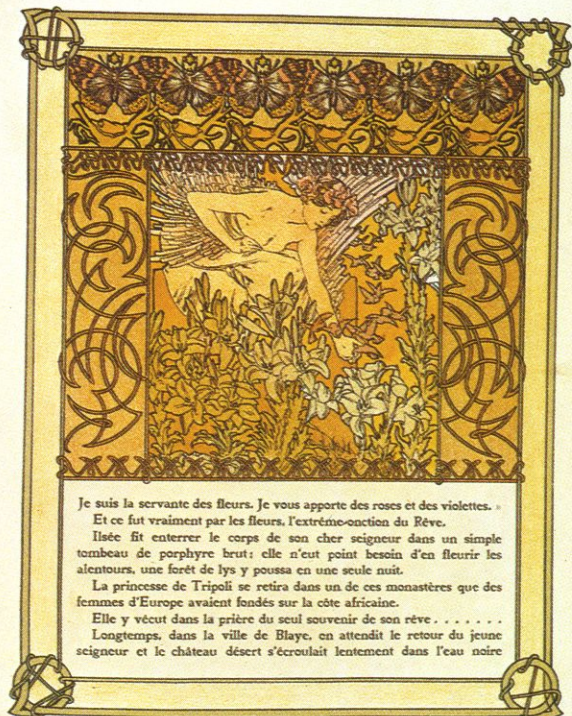 Je suis la servante des fleurs. Je vous apporte des roses et des violettes. »
Et ce fut vraiment par les fleurs, l'extrême-onction du Rêve.
Ilsée fit enterrer le corps de son cher seigneur dans un simple
tombeau de porphyre brut: elle n'eut point besoin d'en fleurir les
alentours, une forêt de lys y poussa en une seule nuit.
La princesse de Tripoli se retira dans un de ces monastères que des
femmes d'Europe avaient fondés sur la côte africaine.
Elle y vécut dans la prière du seul souvenir de son rêve . . . . . . .
Longtemps, dans la ville de Blaye, on attendit le retour du jeune
seigneur et le château désert s'écroulait lentement dans l'eau noire